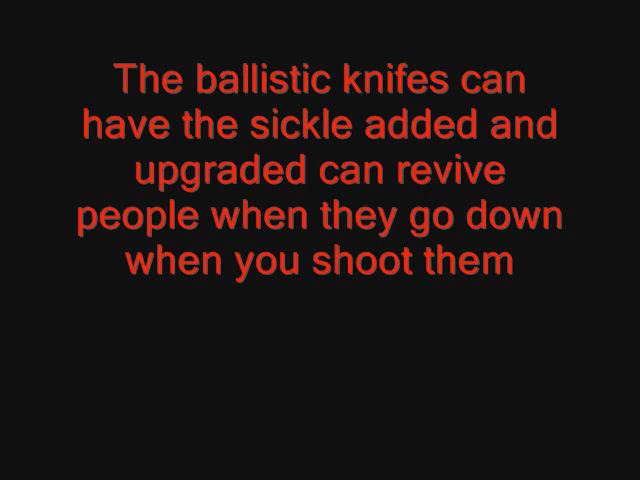 The ballistic knifes can
have the sickle added and
upgraded can revive
people when they go down
when you shoot them